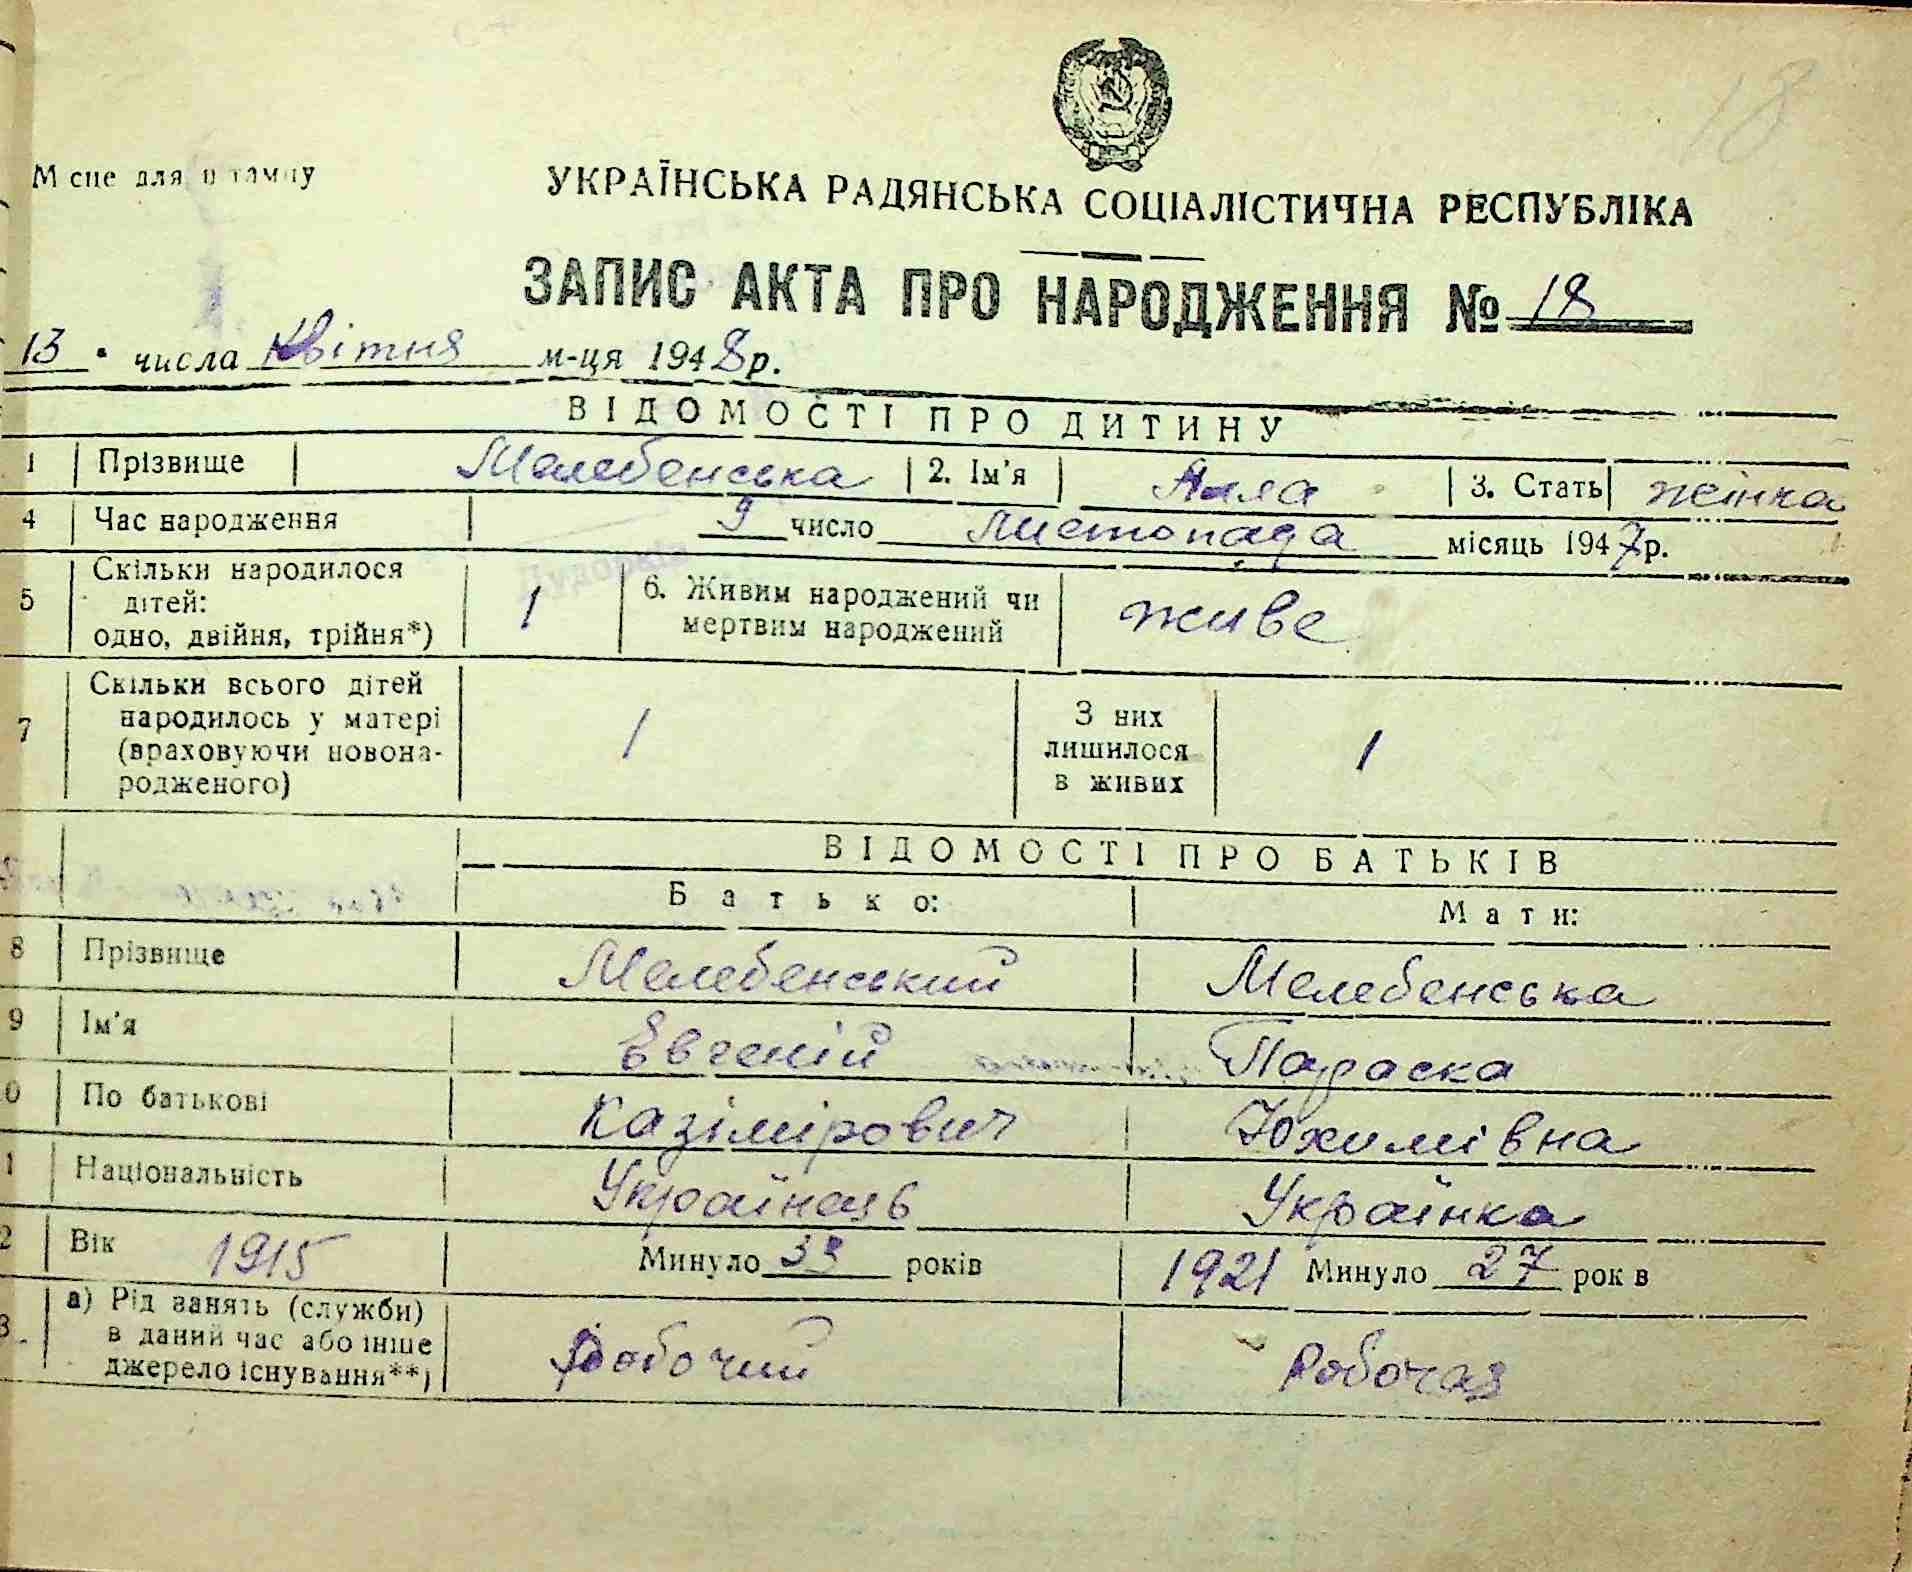 18
М сце для штампу
УКРАЇНСЬКА РАДЯНСЬКА СОЦІАЛІСТИЧНА РЕСПУБЛІКА
ЗАПИС АКТА ПРО НАРОДЖЕННЯ № 18
13 числа Квітня м-ця 1948 р.
ВІДОМОСТІ ПРО ДИТИНУ
1 Прізвище Мелебенська 2. Ім'я Алла 3. Стать жінка
4 Час народження 9 число Листопада місяць 1947 р.
5 Скільки народилося дітей: одно, двійня, трійня*) 1 6. Живим народжений чи мертвим народжений живе
7 Скільки всього дітей народилось у матері (враховуючи новонародженого) 1 З них лишилося в живих 1
ВІДОМОСТІ ПРО БАТЬКІВ
Батько: Мати:
8 Прізвище Мелебенський Мелебенська
9 Ім'я Евгеній Параска
0 По батькові Казімірович Юхимівна
1 Національність Українець Українка
2 Вік 1915 Минуло 33 років 1921 Минуло 27 рок в
3. а) Рід занять (служби) в даний час або інше джерело існування**) Робочий Робочая